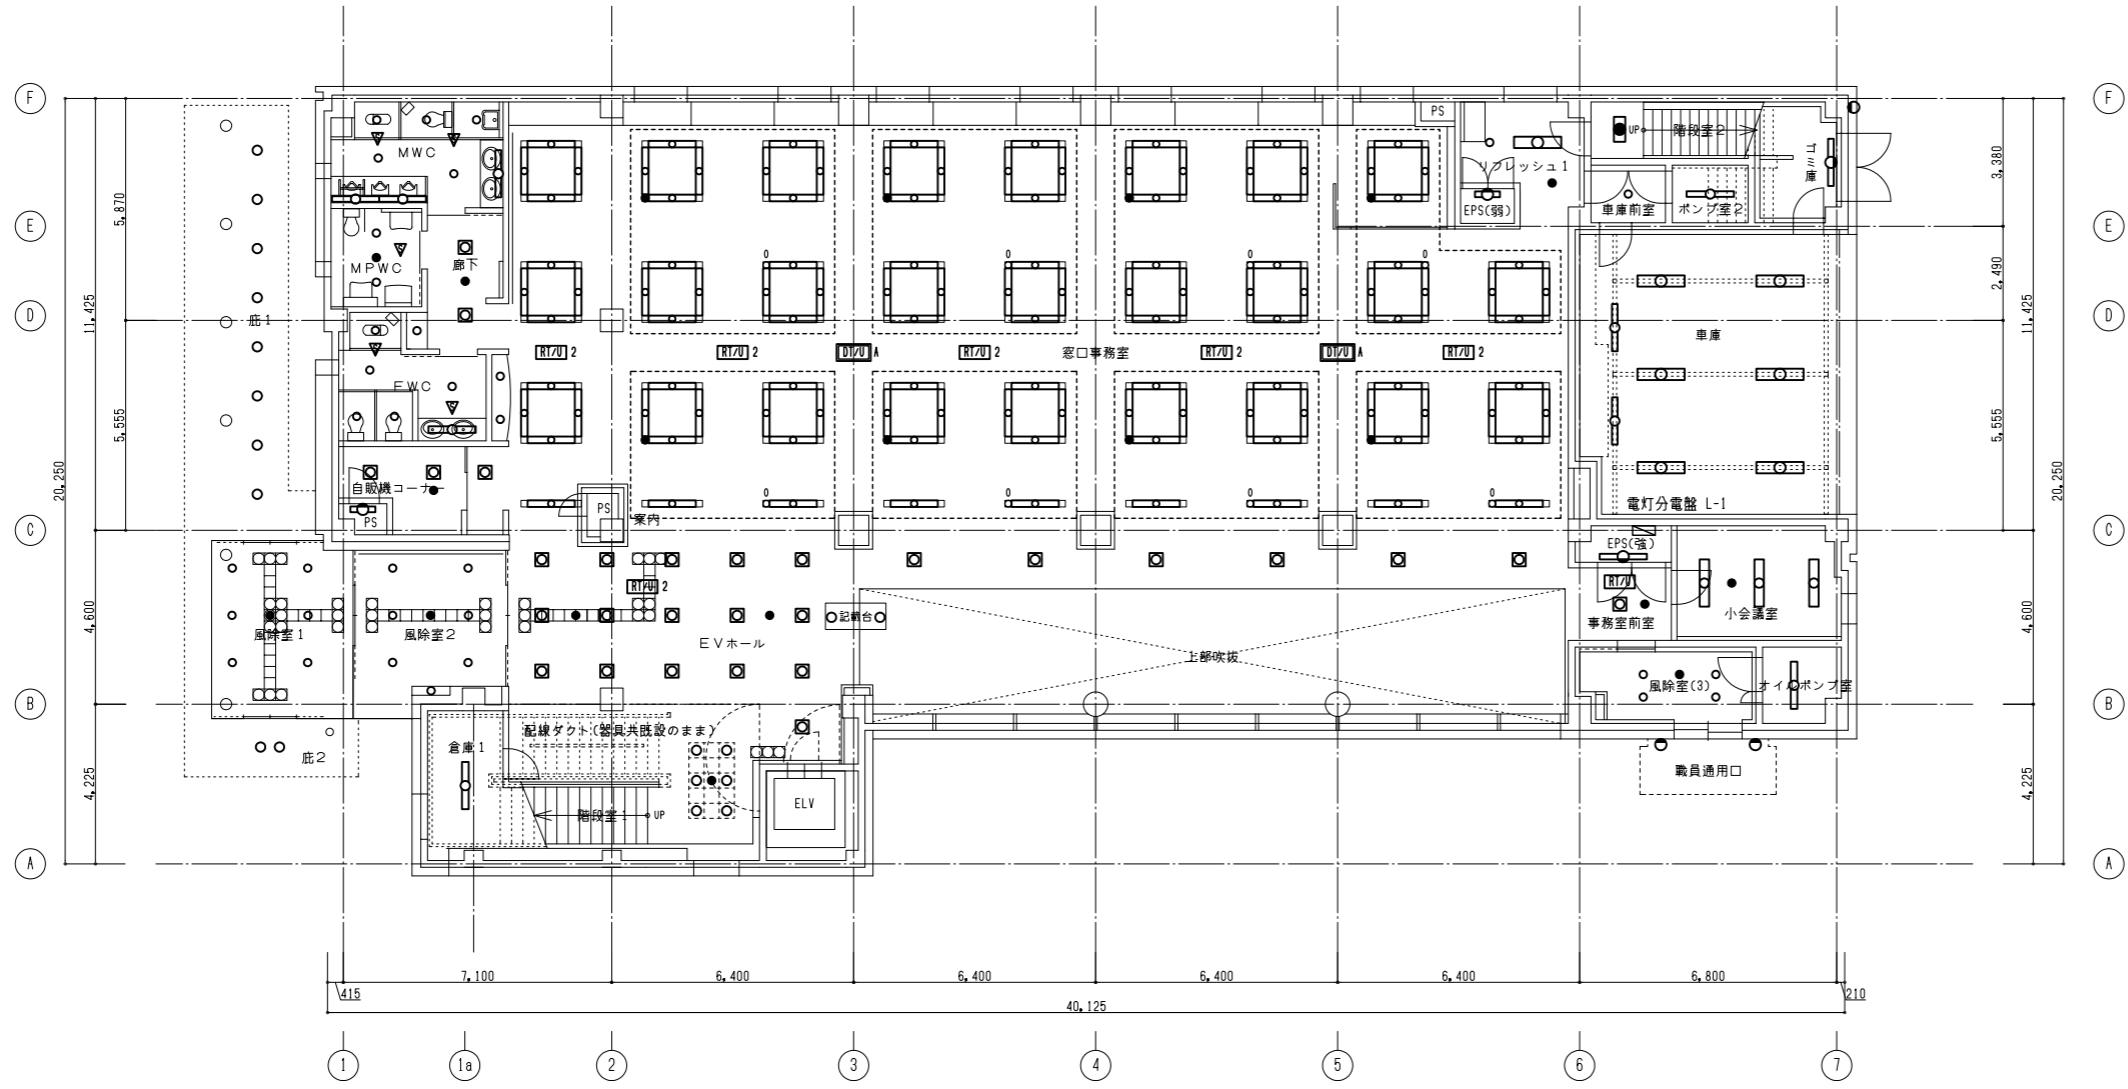 F
F
PS
UP
階段室2
ゴミ庫
3,380
MWC
リフレッシュ1
5,870
EPS(弱)
車庫前室
ポンプ室2
E
E
MPWC
廊下
0
0
0
0
2,490
11,425
11,425
D
庇1
D
車庫
RT/U 2
RT/U 2
DT/U A
RT/U 2
窓口事務室
RT/U 2
DT/U A
RT/U 2
FWC
5,555
5,555
20,250
20,250
自販機コーナー
0
0
0
0
PS
PS
案内
電灯分電盤 L-1
C
C
EPS(強)
RT/U 2
RT/U
4,600
4,600
風除室1
風除室2
記載台
事務室前室
小会議室
EVホール
上部吹抜
風除室(3)
オイルポンプ室
B
B
倉庫1
配線ダクト(器具共既設のまま)
庇2
職員通用口
4,225
4,225
ELV
階段室1
UP
A
A
7,100
6,400
6,400
6,400
6,400
6,800
415
210
40,125
1
1a
2
3
4
5
6
7